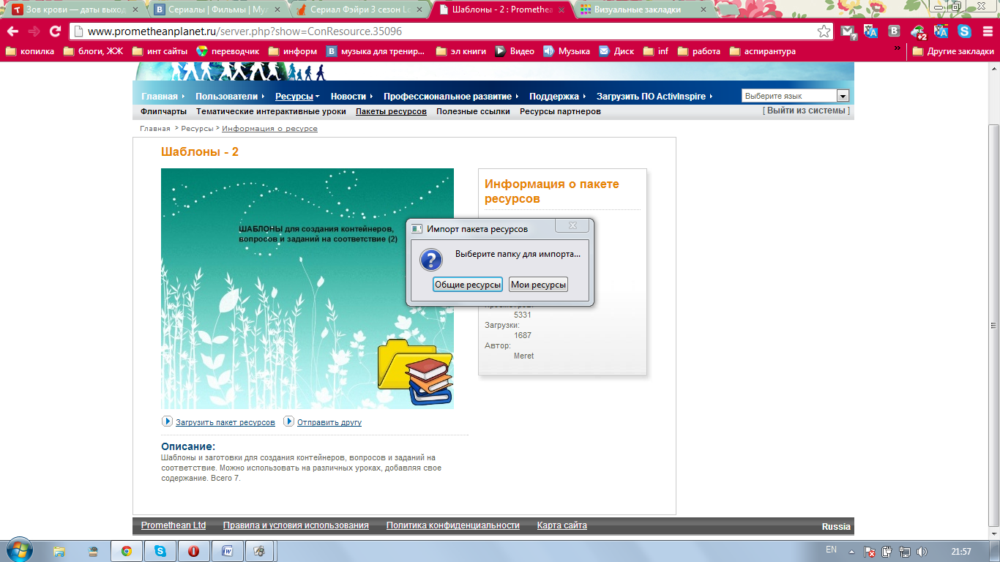 Зов крови — даты выход
Сериалы | Фильмы | Муз
Сериал Фэйри 3 сезон Lo
Шаблоны - 2 : Promethea
Визуальные закладки
www.prometheanplanet.ru/server.php?show=ConResource.35096
копилка
блоги, ЖЖ
инт сайты
переводчик
информ
музыка для тренир...
эл книги
Видео
Музыка
Диск
inf
работа
аспирантура
»
Другие закладки
Главная
Пользователи
Ресурсы
Новости
Профессиональное развитие
Поддержка
Загрузить ПО ActivInspire
Выберите язык
Флипчарты
Тематические интерактивные уроки
Пакеты ресурсов
Полезные ссылки
Ресурсы партнеров
[ Выйти из системы ]
Главная > Ресурсы > Информация о ресурсе
Шаблоны - 2
ШАБЛОНЫ для создания контейнеров,
вопросов и заданий на соответствие (2)
Информация о пакете
ресурсов
Импорт пакета ресурсов
Выберите папку для импорта...
Общие ресурсы
Мои ресурсы
5331
Загрузки:
1687
Автор:
Meret
Загрузить пакет ресурсов
Отправить другу
Описание:
Шаблоны и заготовки для создания контейнеров, вопросов и заданий на
соответствие. Можно использовать на различных уроках, добавляя свое
содержание. Всего 7.
Promethean Ltd
Правила и условия использования
Политика конфиденциальности
Карта сайта
Russia
EN
21:57